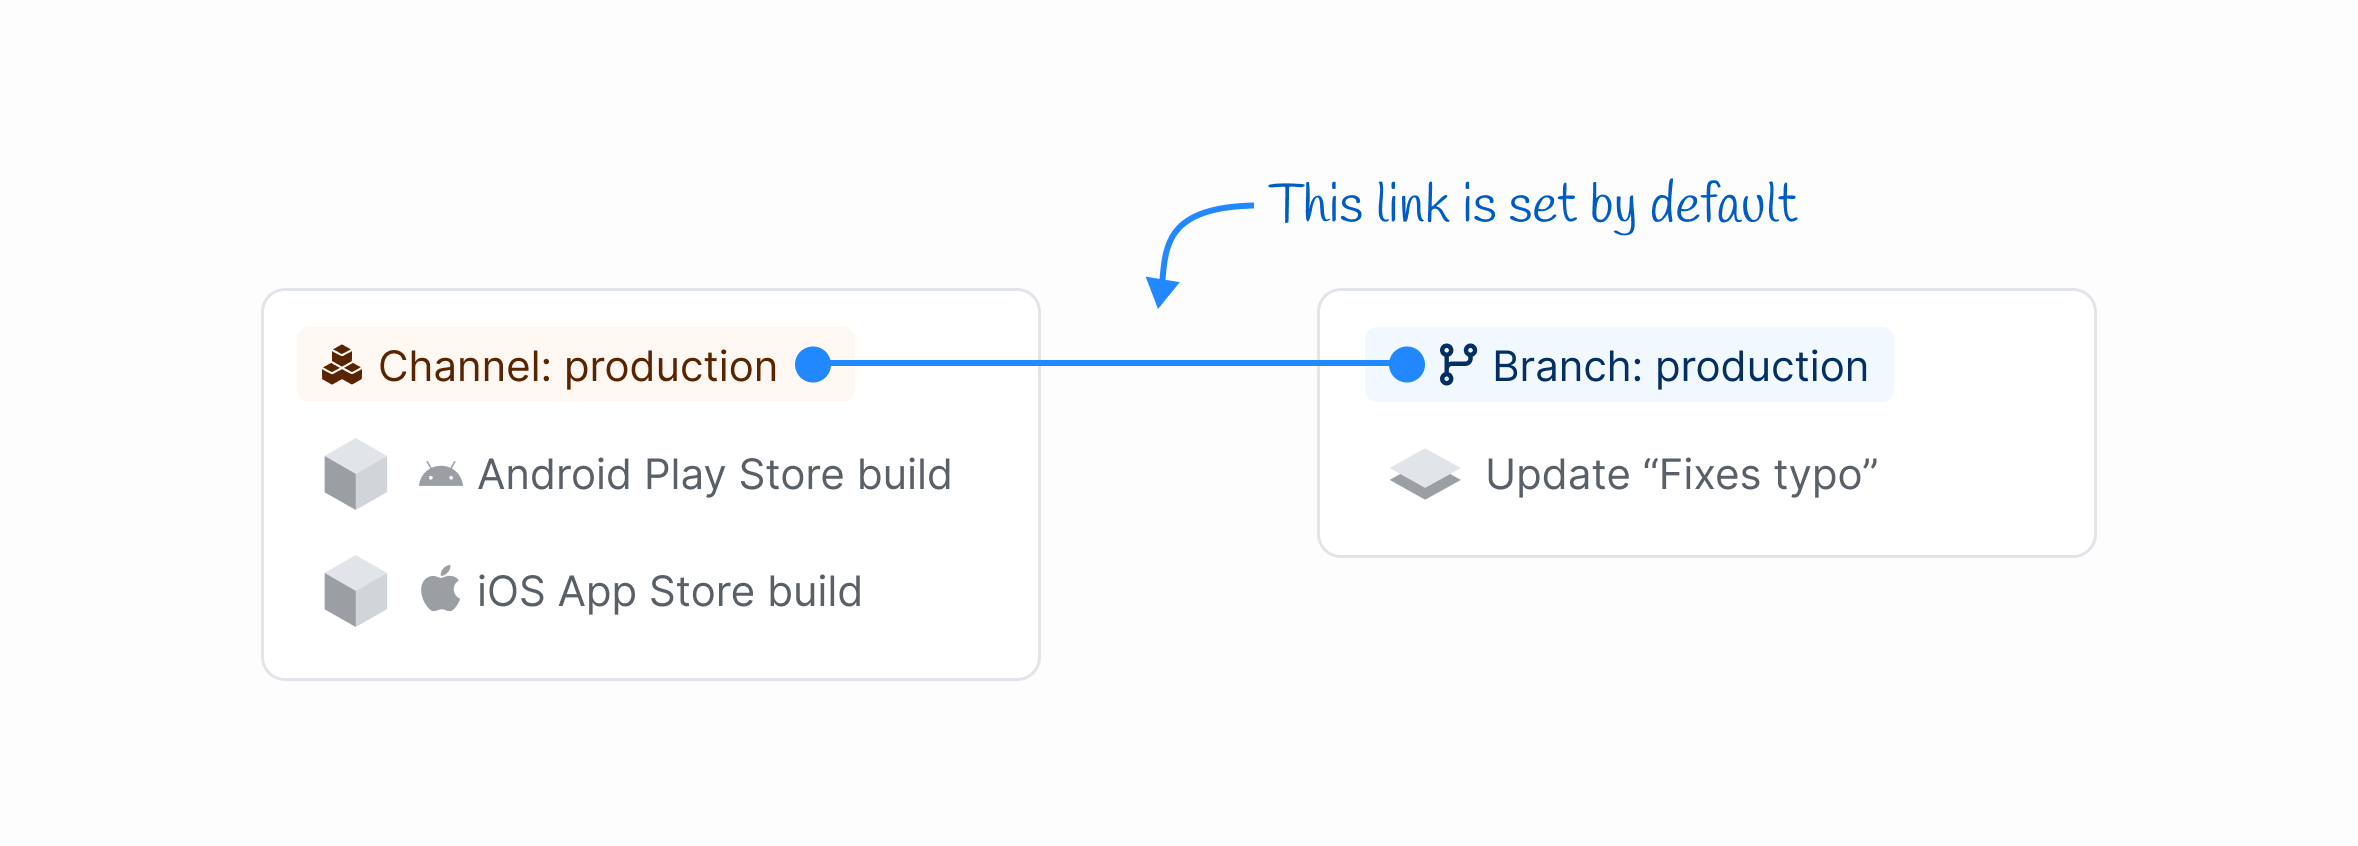 This link is set by default
Channel: production
Android Play Store build
iOS App Store build
Branch: production
Update “Fixes typo”